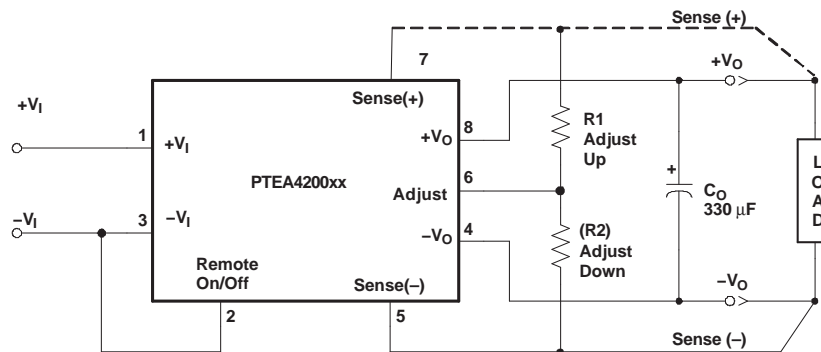 Sense (+)
7
Sense(+)
+VO
+VI
1
+VI
+VO
8
R1
Adjust
Up
PTEA4200xx
Adjust
6
+
CO
330 µF
L
O
A
D
−VI
3
−VI
−VO
4
(R2)
Adjust
Down
Remote
On/Off
Sense(−)
−VO
2
5
Sense (−)